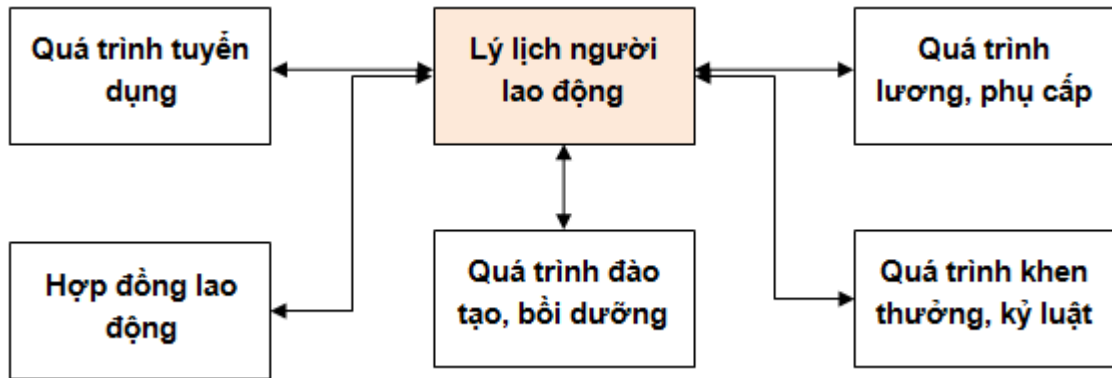 Quá trình tuyển
dụng
Lý lịch người
lao động
Quá trình
lương, phụ cấp
Hợp đồng lao
động
Quá trình đào
tạo, bồi dưỡng
Quá trình khen
thưởng, kỷ luật